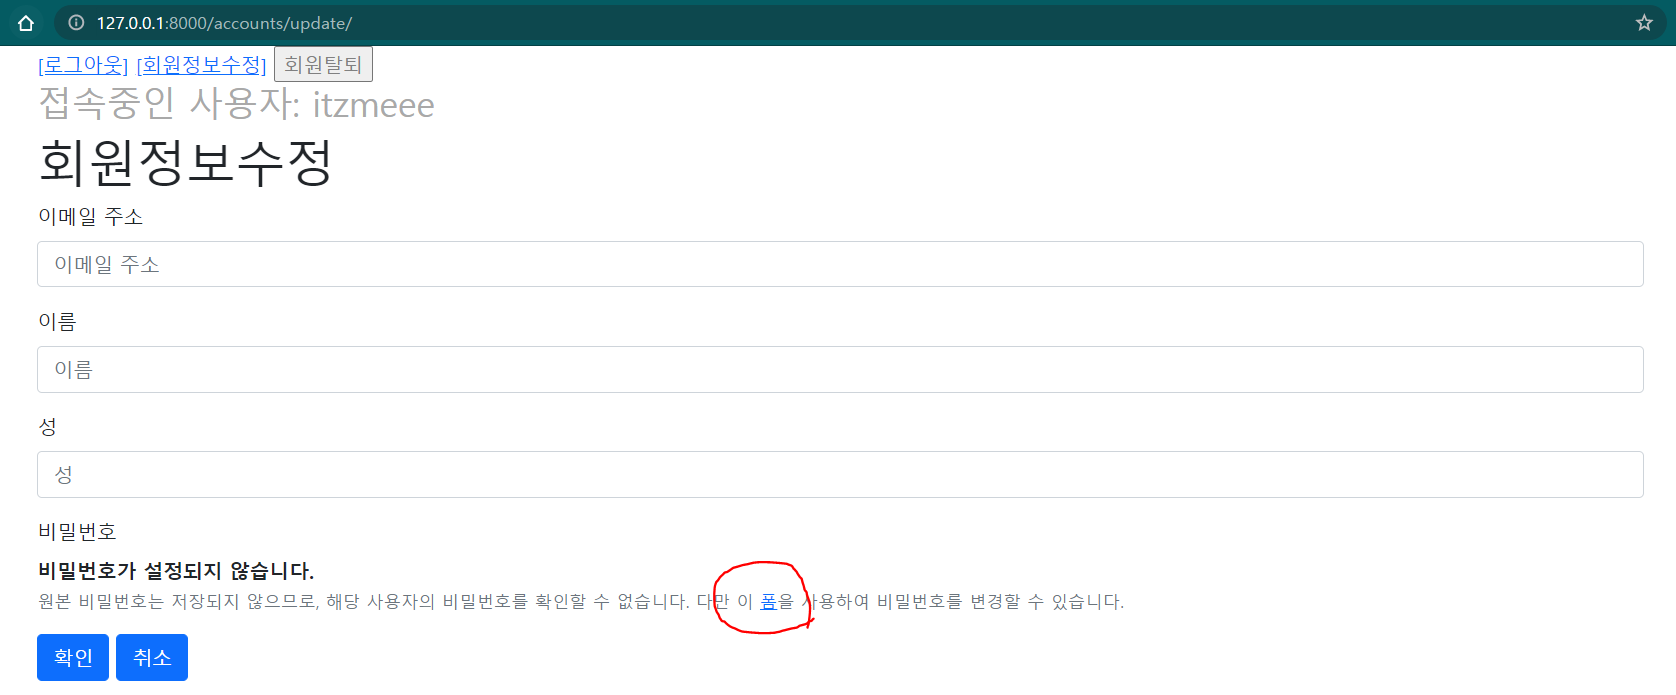 127.0.0.1:8000/accounts/update/
[로그아웃] [회원정보수정] 회원탈퇴
접속중인 사용자: itzmeee
회원정보수정
이메일 주소
이메일 주소
이름
이름
성
성
비밀번호
비밀번호가 설정되지 않습니다.
원본 비밀번호는 저장되지 않으므로, 해당 사용자의 비밀번호를 확인할 수 없습니다. 다만 이 폼을 사용하여 비밀번호를 변경할 수 있습니다.
확인 취소